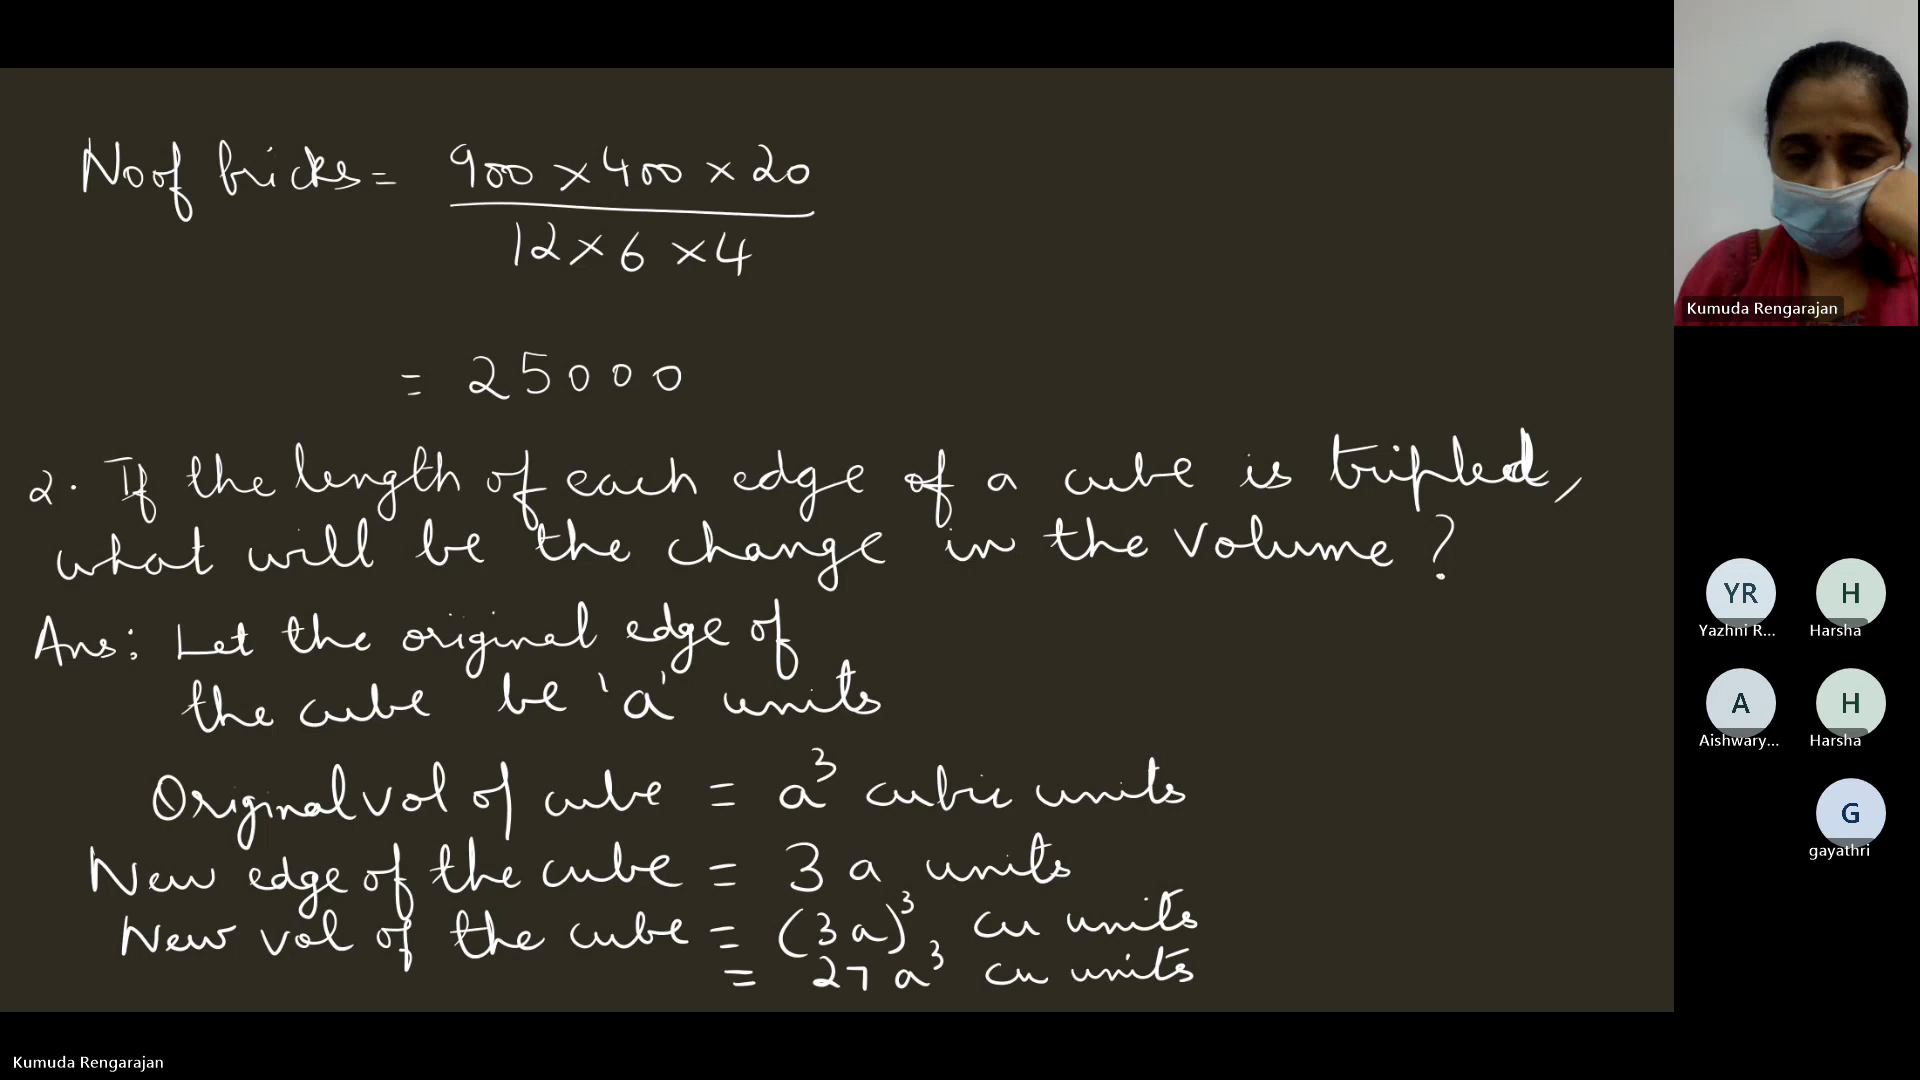 No of bricks = 900 × 400 × 20
12 × 6 × 4
= 25000
2. If the length of each edge of a cube is tripled,
what will be the change in the volume ?
Ans: Let the original edge of
the cube be 'a' units
Original vol of cube = a³ cubic units
New edge of the cube = 3a units
New vol of the cube = (3a)³ cu units
= 27a³ cu units
Kumuda Rengarajan
YR
Yazhni R...
H
Harsha
A
Aishwary...
H
Harsha
G
gayathri
Kumuda Rengarajan